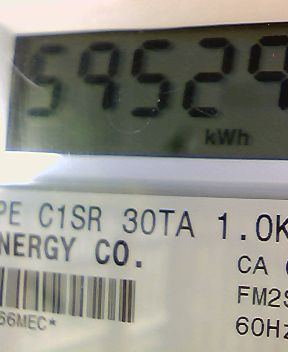 59529
kWh
PE C1SR 30TA 1.0K
NERGY CO.
CA
FM2S
66MEC*
60Hz